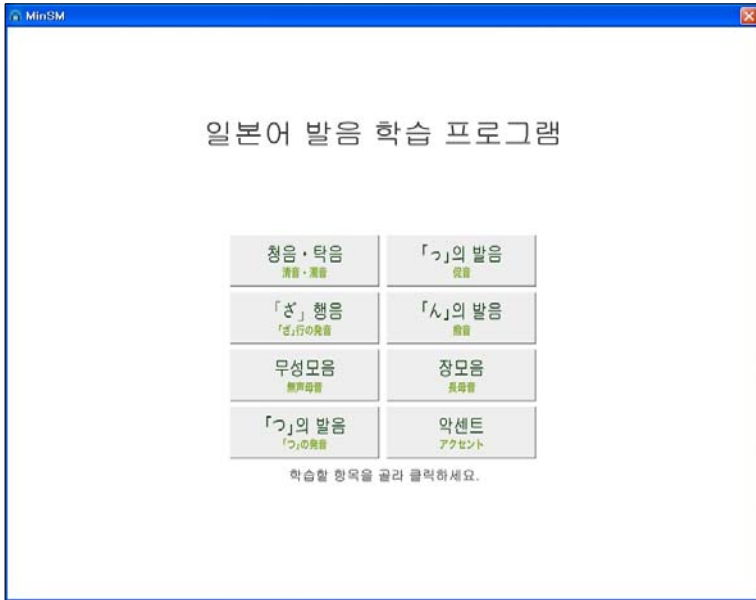 MinSM
일본어 발음 학습 프로그램
청음・탁음
清音・濁音
「っ」의 발음
促音
「ざ」 행음
「ざ」行の発音
「ん」의 발음
撥音
무성모음
無声母音
장모음
長母音
「つ」의 발음
「つ」の発音
악센트
アクセント
학습할 항목을 골라 클릭하세요.